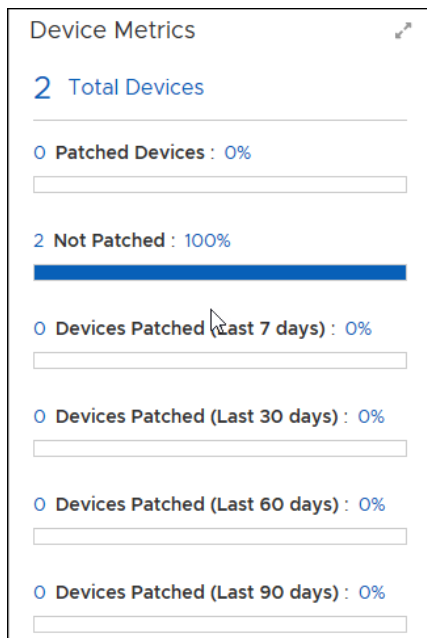 Device Metrics
2 Total Devices
0 Patched Devices : 0%
2 Not Patched : 100%
0 Devices Patched (Last 7 days) : 0%
0 Devices Patched (Last 30 days) : 0%
0 Devices Patched (Last 60 days) : 0%
0 Devices Patched (Last 90 days) : 0%